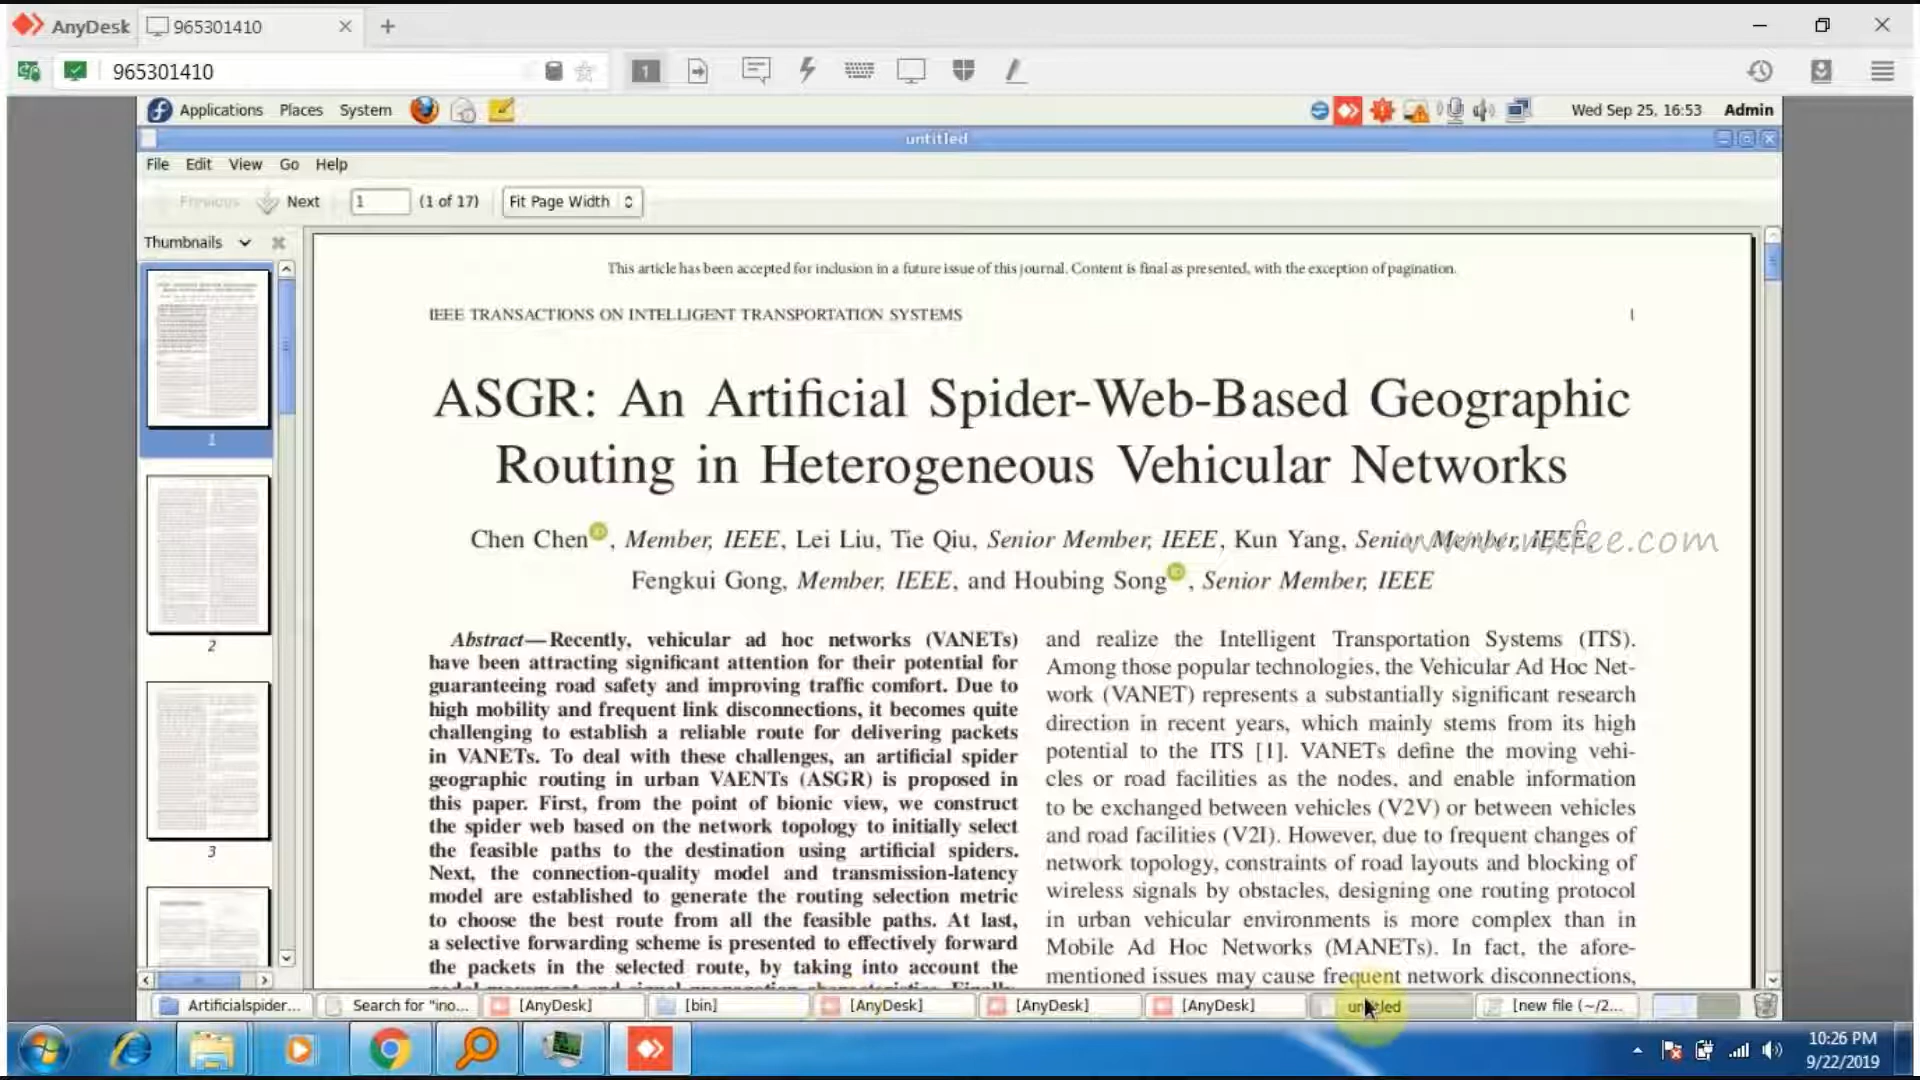 AnyDesk
965301410
965301410
1
Applications Places System
Wed Sep 25, 16:53 Admin
untitled
File Edit View Go Help
Previous Next 1 (1 of 17) Fit Page Width
Thumbnails
1
2
3
This article has been accepted for inclusion in a future issue of this journal. Content is final as presented, with the exception of pagination.
IEEE TRANSACTIONS ON INTELLIGENT TRANSPORTATION SYSTEMS 1
ASGR: An Artificial Spider-Web-Based Geographic
Routing in Heterogeneous Vehicular Networks
Chen Chen, Member, IEEE, Lei Liu, Tie Qiu, Senior Member, IEEE, Kun Yang, Senior Member, IEEE,
Fengkui Gong, Member, IEEE, and Houbing Song, Senior Member, IEEE
www.nxfee.com
Abstract—Recently, vehicular ad hoc networks (VANETs)
have been attracting significant attention for their potential for
guaranteeing road safety and improving traffic comfort. Due to
high mobility and frequent link disconnections, it becomes quite
challenging to establish a reliable route for delivering packets
in VANETs. To deal with these challenges, an artificial spider
geographic routing in urban VAENTs (ASGR) is proposed in
this paper. First, from the point of bionic view, we construct
the spider web based on the network topology to initially select
the feasible paths to the destination using artificial spiders.
Next, the connection-quality model and transmission-latency
model are established to generate the routing selection metric
to choose the best route from all the feasible paths. At last,
a selective forwarding scheme is presented to effectively forward
the packets in the selected route, by taking into account the
and realize the Intelligent Transportation Systems (ITS).
Among those popular technologies, the Vehicular Ad Hoc Net-
work (VANET) represents a substantially significant research
direction in recent years, which mainly stems from its high
potential to the ITS [1]. VANETs define the moving vehi-
cles or road facilities as the nodes, and enable information
to be exchanged between vehicles (V2V) or between vehicles
and road facilities (V2I). However, due to frequent changes of
network topology, constraints of road layouts and blocking of
wireless signals by obstacles, designing one routing protocol
in urban vehicular environments is more complex than in
Mobile Ad Hoc Networks (MANETs). In fact, the afore-
mentioned issues may cause frequent network disconnections,
Artificialspider... Search for "ino... [AnyDesk] [bin] [AnyDesk] [AnyDesk] [AnyDesk] untitled [new file (~/2...
10:26 PM
9/22/2019